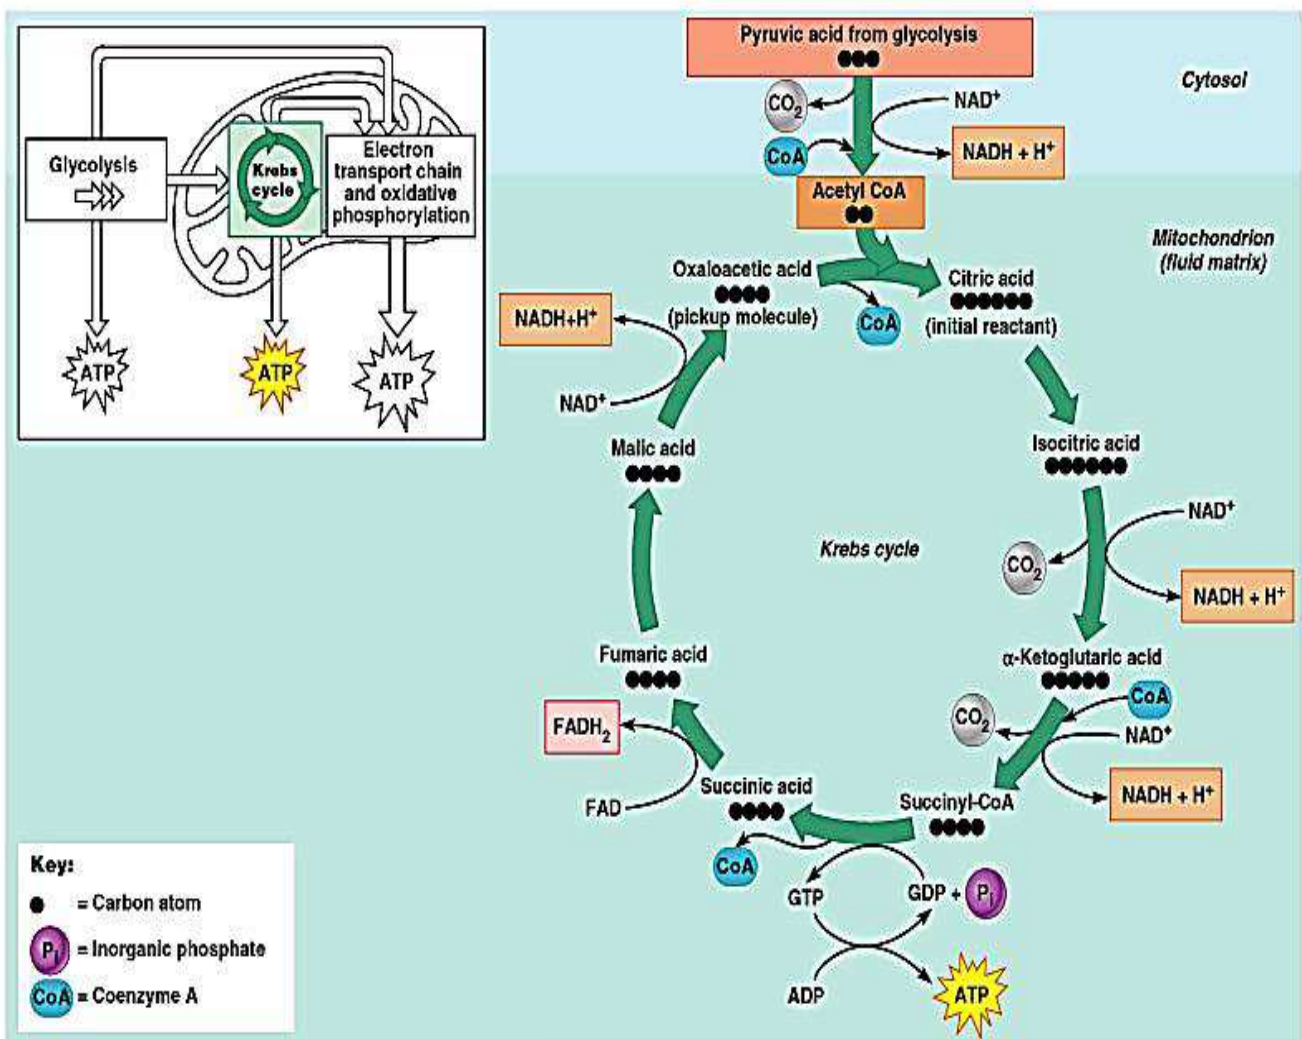 Glycolysis
Krebs
cycle
Electron
transport chain
and oxidative
phosphorylation
ATP
ATP
ATP
Pyruvic acid from glycolysis
Cytosol
CO₂
NAD⁺
CoA
NADH + H⁺
Acetyl CoA
Mitochondrion
(fluid matrix)
Oxaloacetic acid
(pickup molecule)
CoA
Citric acid
(initial reactant)
NADH+H⁺
NAD⁺
Malic acid
Isocitric acid
NAD⁺
Krebs cycle
CO₂
NADH + H⁺
Fumaric acid
α-Ketoglutaric acid
CoA
CO₂
NAD⁺
FADH₂
FAD
Succinic acid
Succinyl-CoA
NADH + H⁺
CoA
GTP
GDP + Pᵢ
ADP
ATP
Key:
= Carbon atom
Pᵢ = Inorganic phosphate
CoA = Coenzyme A